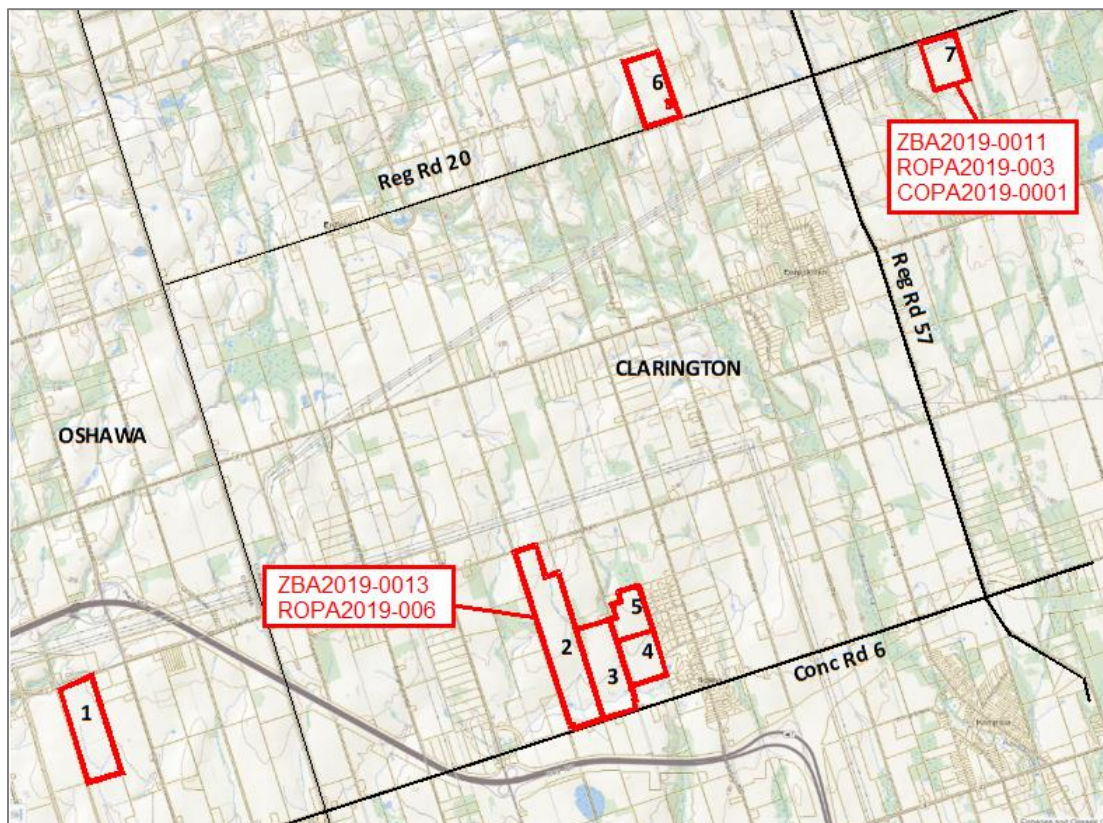 6
7
ZBA2019-0011
ROPA2019-003
COPA2019-0001
Reg Rd 20
Reg Rd 57
CLARINGTON
OSHAWA
ZBA2019-0013
ROPA2019-006
5
2
4
3
Conc Rd 6
1